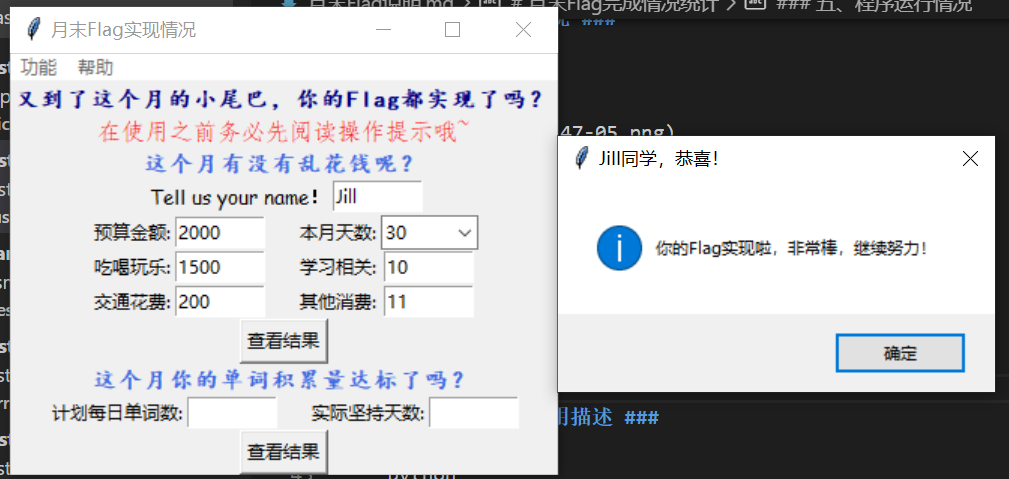 月末Flag说明.md > # 月末Flag完成情况统计 > ### 五、程序运行情况
###
月末Flag实现情况
功能 帮助
又到了这个月的小尾巴，你的Flag都实现了吗？
在使用之前务必先阅读操作提示哦~
这个月有没有乱花钱呢？
Tell us your name！ Jill
预算金额: 2000 本月天数: 30
吃喝玩乐: 1500 学习相关: 10
交通花费: 200 其他消费: 11
查看结果
这个月你的单词积累量达标了吗？
计划每日单词数: 实际坚持天数:
查看结果
47-05.png)
Jill同学，恭喜！
你的Flag实现啦，非常棒，继续努力！
确定
描述 ###
python